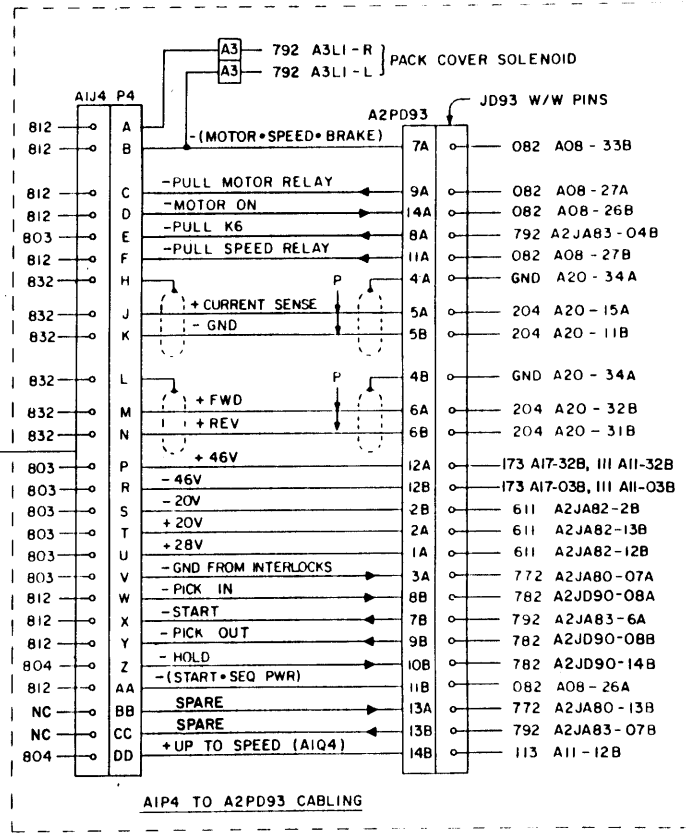 A3 792 A3L1-R
A3 792 A3L1-L
PACK COVER SOLENOID
A1J4 P4
A2PD93
JD93 W/W PINS
812 A
812 B -(MOTOR•SPEED•BRAKE) 7A 082 A08-33B
812 C -PULL MOTOR RELAY 9A 082 A08-27A
812 D -MOTOR ON 14A 082 A08-26B
803 E -PULL K6 8A 792 A2JA83-04B
812 F -PULL SPEED RELAY 11A 082 A08-27B
832 H P 4A GND A20-34A
832 J + CURRENT SENSE 5A 204 A20-15A
832 K - GND 5B 204 A20-11B
832 L P 4B GND A20-34A
832 M + FWD 6A 204 A20-32B
832 N + REV 6B 204 A20-31B
803 P + 46V 12A 173 A17-32B, 111 A11-32B
803 R - 46V 12B 173 A17-03B, 111 A11-03B
803 S - 20V 2B 611 A2JA82-2B
803 T +20V 2A 611 A2JA82-13B
803 U +28V 1A 611 A2JA82-12B
803 V -GND FROM INTERLOCKS 3A 772 A2JA80-07A
812 W - PICK IN 8B 782 A2JD90-08A
812 X -START 7B 792 A2JA83-6A
812 Y - PICK OUT 9B 782 A2JD90-08B
804 Z - HOLD 10B 782 A2JD90-14B
812 AA -(START•SEQ PWR) 11B 082 A08-26A
NC BB SPARE 13A 772 A2JA80-13B
NC CC SPARE 13B 792 A2JA83-07B
804 DD +UP TO SPEED (A1Q4) 14B 113 A11-12B
A1P4 TO A2PD93 CABLING